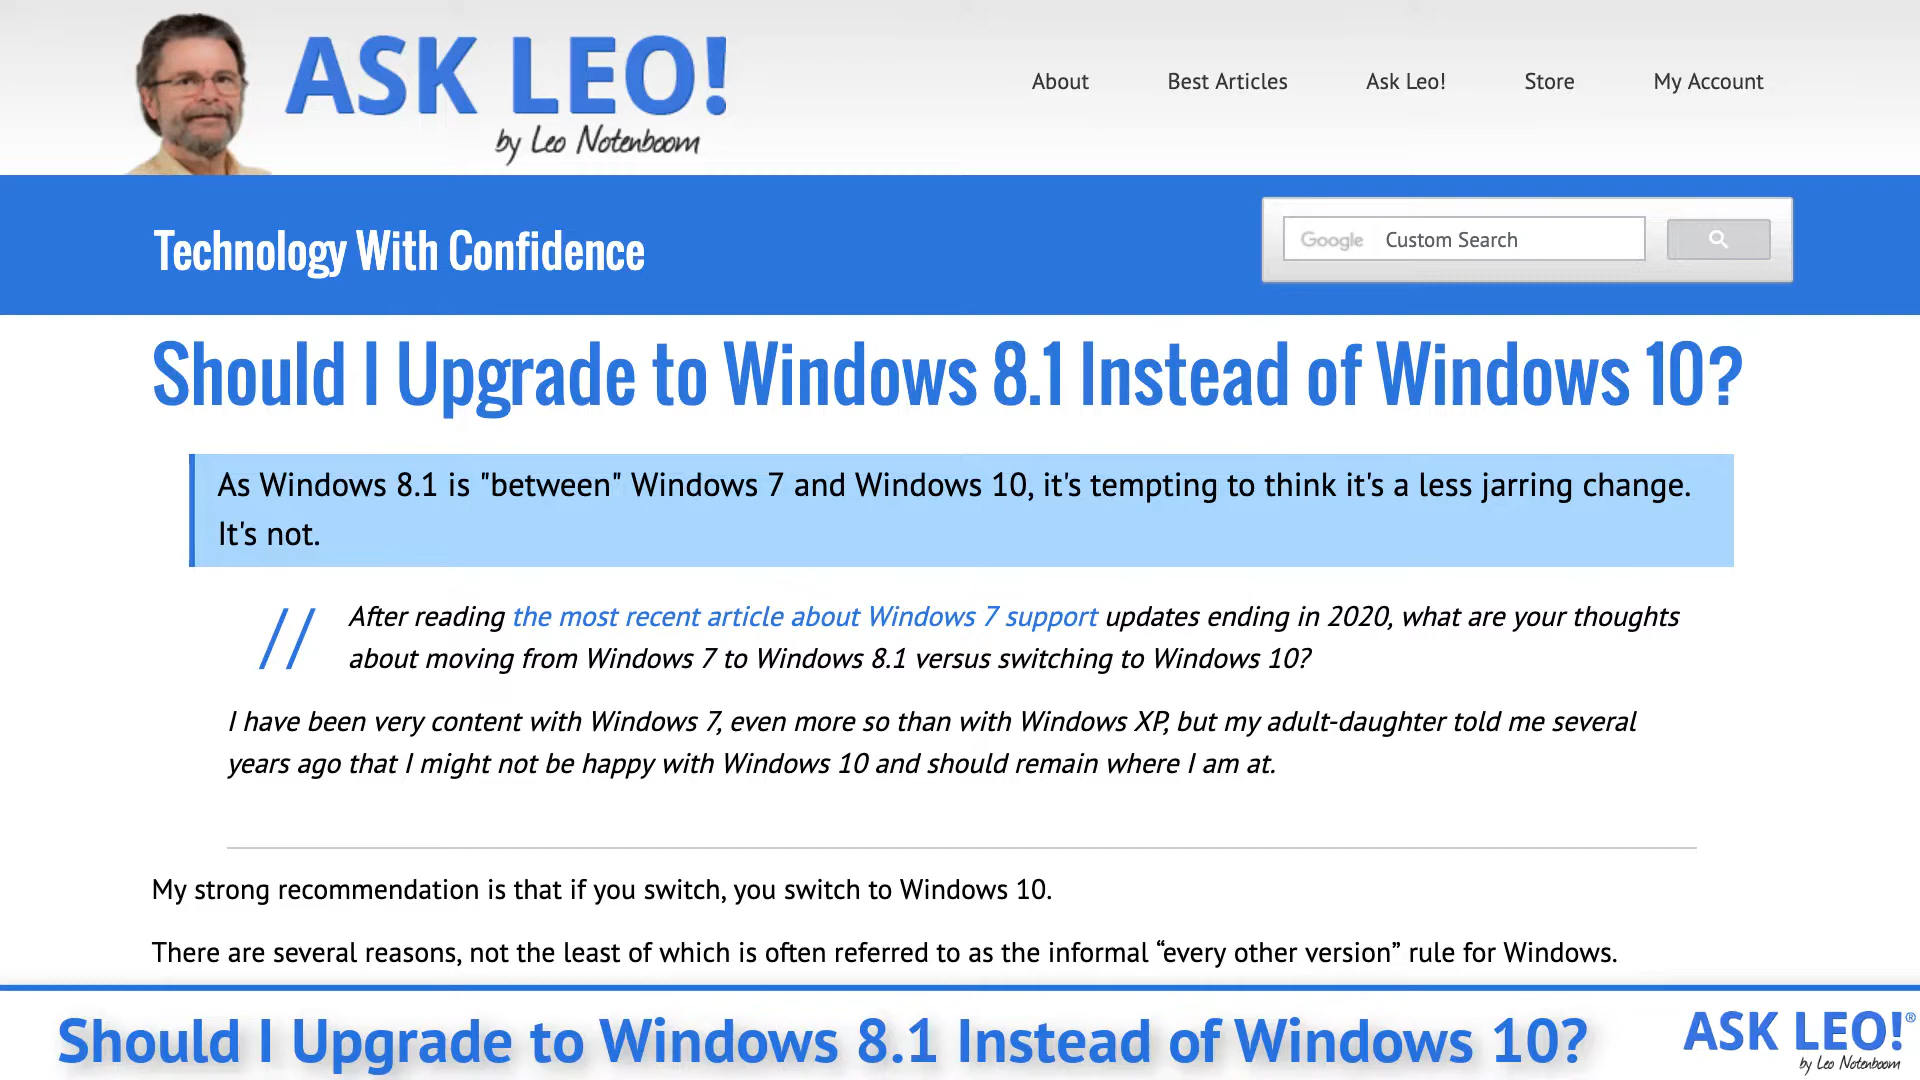 ASK LEO!
by Leo Notenboom
About Best Articles Ask Leo! Store My Account
Technology With Confidence
Google Custom Search
Should I Upgrade to Windows 8.1 Instead of Windows 10?
As Windows 8.1 is "between" Windows 7 and Windows 10, it's tempting to think it's a less jarring change.
It's not.
// After reading the most recent article about Windows 7 support updates ending in 2020, what are your thoughts
about moving from Windows 7 to Windows 8.1 versus switching to Windows 10?
I have been very content with Windows 7, even more so than with Windows XP, but my adult-daughter told me several
years ago that I might not be happy with Windows 10 and should remain where I am at.
My strong recommendation is that if you switch, you switch to Windows 10.
There are several reasons, not the least of which is often referred to as the informal “every other version” rule for Windows.
Should I Upgrade to Windows 8.1 Instead of Windows 10?
ASK LEO!®
by Leo Notenboom